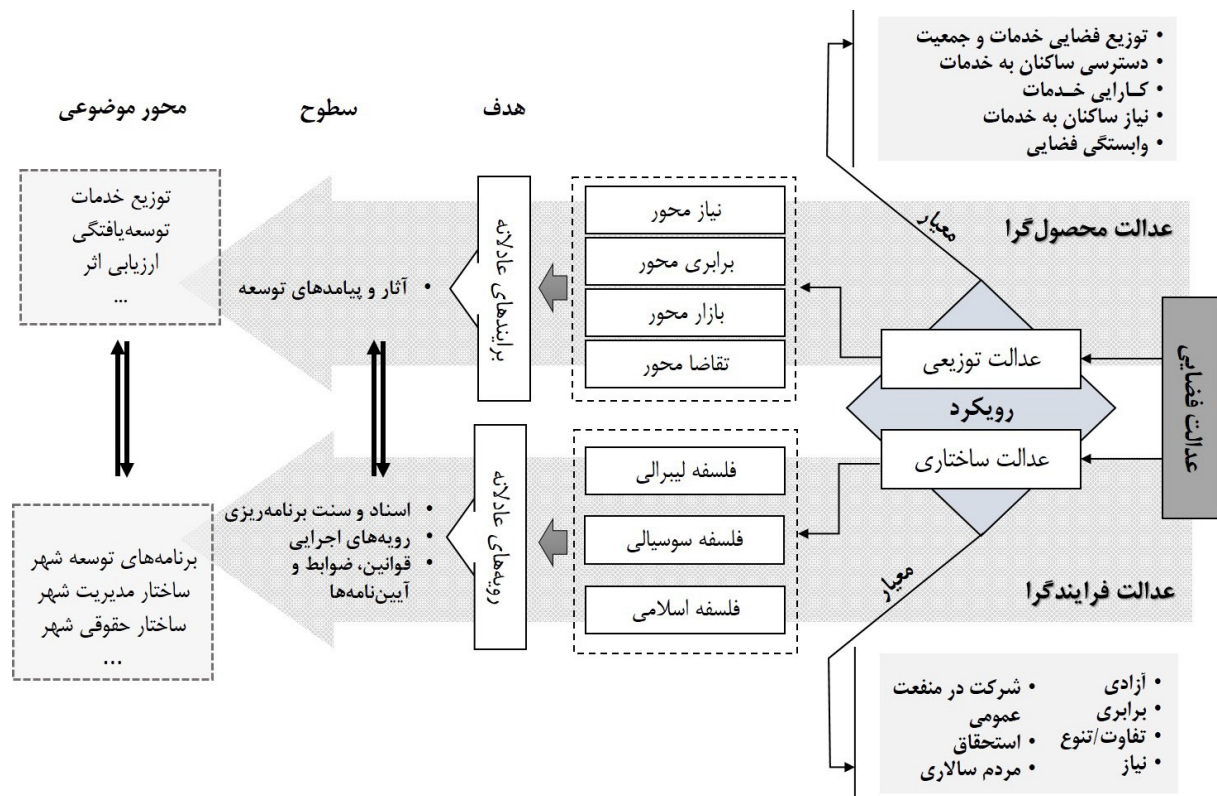 • توزیع فضایی خدمات و جمعیت
• دسترسی ساکنان به خدمات
• کـارایی خـدمات
• نیاز ساکنان به خدمات
• وابستگی فضایی
هدف
سطوح
محور موضوعی
عدالت محصول‌گرا
معیار
نیاز محور
برابری محور
بازار محور
تقاضا محور
برایندهای عادلانه
• آثار و پیامدهای توسعه
توزیع خدمات
توسعه‌یافتگی
ارزیابی اثر
...
عدالت فضایی
عدالت توزیعی
رویکرد
عدالت ساختاری
فلسفه لیبرالی
فلسفه سوسیالی
فلسفه اسلامی
رویه‌های عادلانه
• اسناد و سنت برنامه‌ریزی
• رویه‌های اجرایی
• قوانین، ضوابط و
آیین‌نامه‌ها
برنامه‌های توسعه شهر
ساختار مدیریت شهر
ساختار حقوقی شهر
...
معیار
عدالت فرایندگرا
• آزادی
• برابری
• تفاوت/تنوع
• نیاز
• شرکت در منفعت
عمومی
• استحقاق
• مردم سالاری